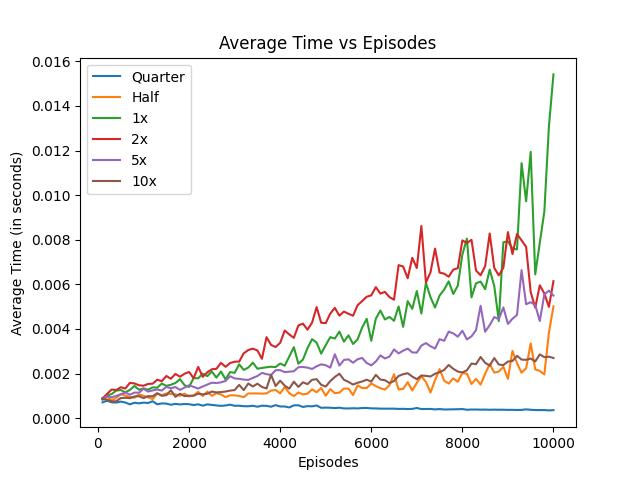 Average Time vs Episodes
Average Time (in seconds)
0.016
0.014
0.012
0.010
0.008
0.006
0.004
0.002
0.000
Quarter
Half
1x
2x
5x
10x
0
2000
4000
6000
8000
10000
Episodes